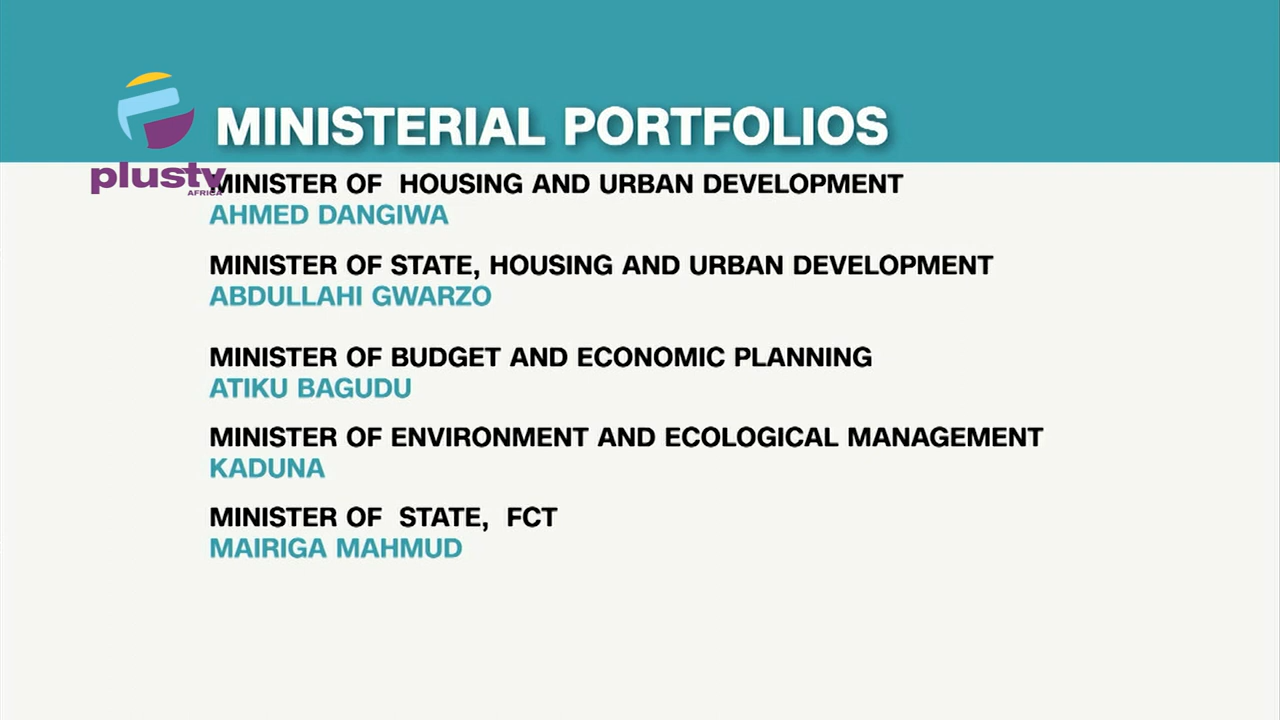 MINISTERIAL PORTFOLIOS
plustv
AFRICA
MINISTER OF HOUSING AND URBAN DEVELOPMENT
AHMED DANGIWA
MINISTER OF STATE, HOUSING AND URBAN DEVELOPMENT
ABDULLAHI GWARZO
MINISTER OF BUDGET AND ECONOMIC PLANNING
ATIKU BAGUDU
MINISTER OF ENVIRONMENT AND ECOLOGICAL MANAGEMENT
KADUNA
MINISTER OF STATE, FCT
MAIRIGA MAHMUD